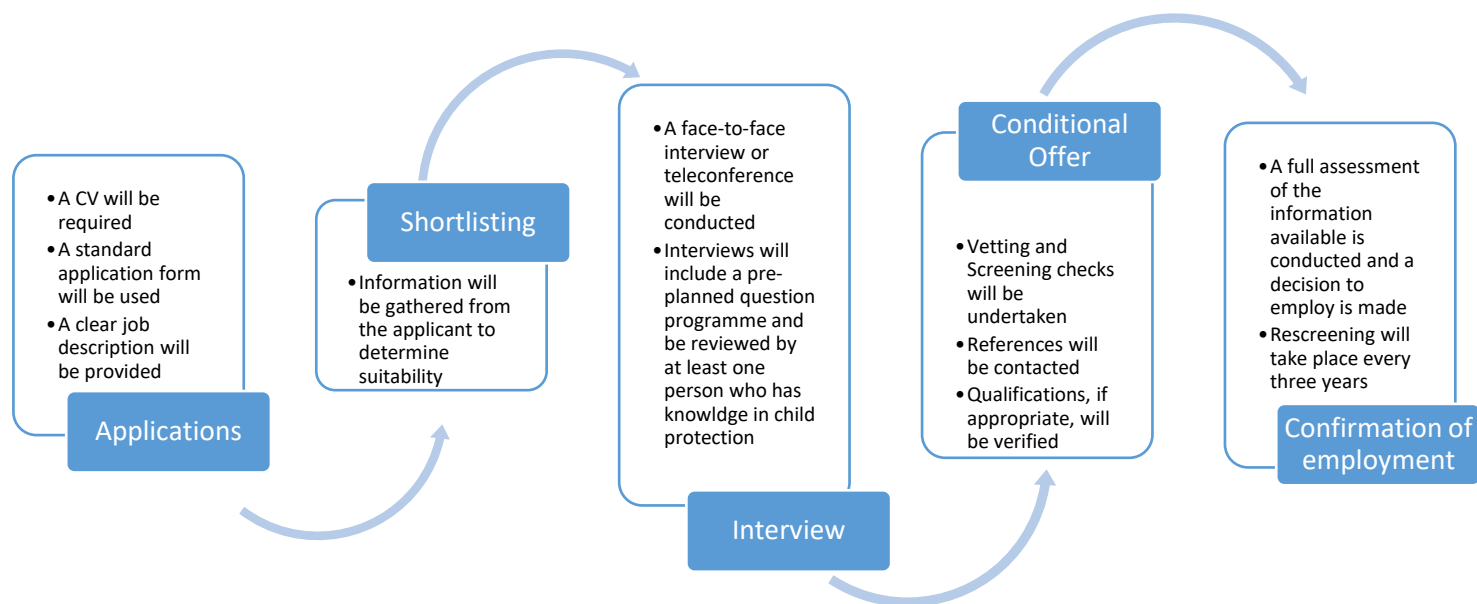 •A CV will be
required
•A standard
application form
will be used
•A clear job
description will
be provided
Applications
Shortlisting
•Information will
be gathered from
the applicant to
determine
suitability
•A face-to-face
interview or
teleconference
will be
conducted
•Interviews will
include a pre-
planned question
programme and
be reviewed by
at least one
person who has
knowldge in child
protection
Interview
Conditional
Offer
•Vetting and
Screening checks
will be
undertaken
•References will
be contacted
•Qualifications, if
appropriate, will
be verified
•A full assessment
of the
information
available is
conducted and a
decision to
employ is made
•Rescreening will
take place every
three years
Confirmation of
employment